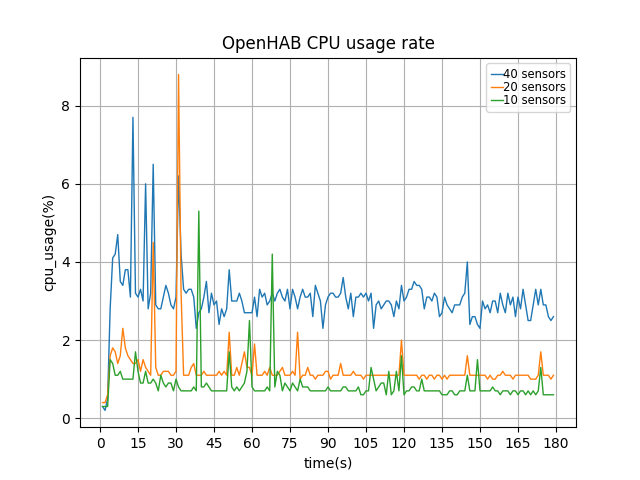 OpenHAB CPU usage rate
40 sensors
20 sensors
10 sensors
cpu_usage(%)
8
6
4
2
0
0 15 30 45 60 75 90 105 120 135 150 165 180
time(s)